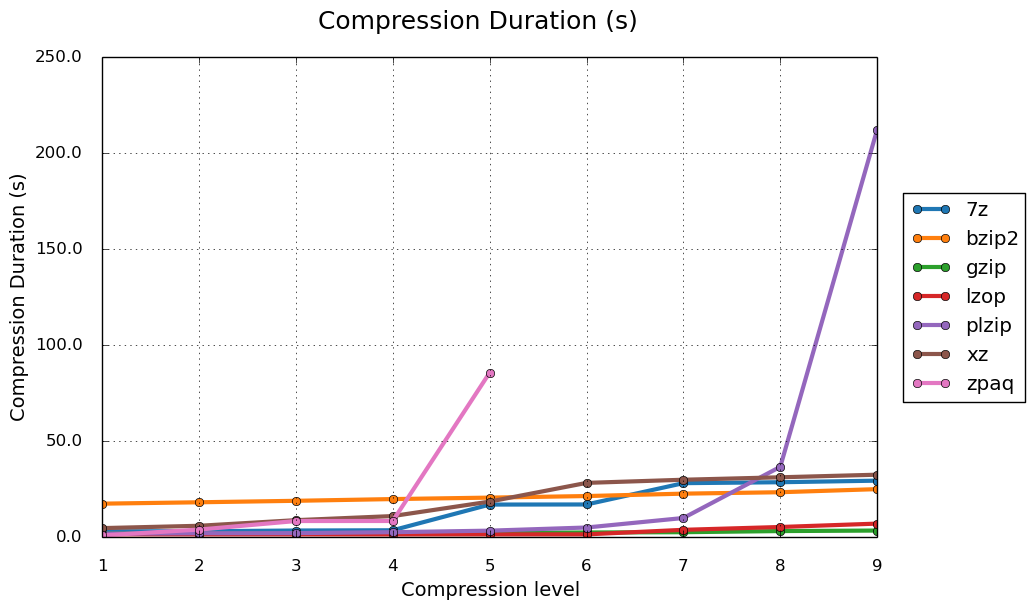 Compression Duration (s)
Compression Duration (s)
250.0
200.0
150.0
100.0
50.0
0.0
1 2 3 4 5 6 7 8 9
Compression level
7z
bzip2
gzip
lzop
plzip
xz
zpaq